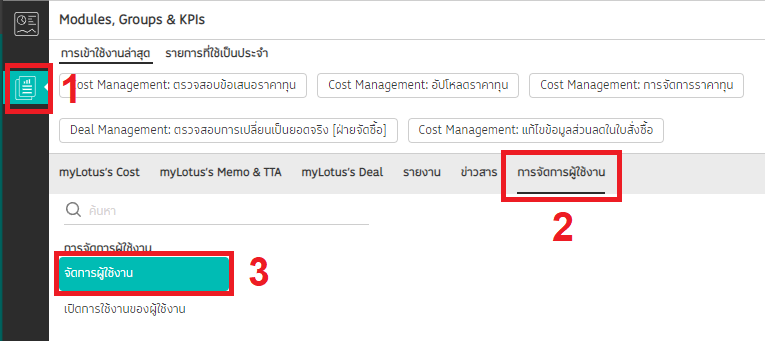 Modules, Groups & KPIs
การเข้าใช้งานล่าสุด รายการที่ใช้เป็นประจำ
1
Cost Management: ตรวจสอบข้อเสนอราคาทุน Cost Management: อัปโหลดราคาทุน Cost Management: การจัดการราคาทุน
Deal Management: ตรวจสอบการเปลี่ยนเป็นยอดจริง [ฝ่ายจัดซื้อ] Cost Management: แก้ไขข้อมูลส่วนลดในใบสั่งซื้อ
myLotus's Cost myLotus's Memo & TTA myLotus's Deal รายงาน ข่าวสาร การจัดการผู้ใช้งาน
2
ค้นหา
การจัดการผู้ใช้งาน
จัดการผู้ใช้งาน
3
เปิดการใช้งานของผู้ใช้งาน